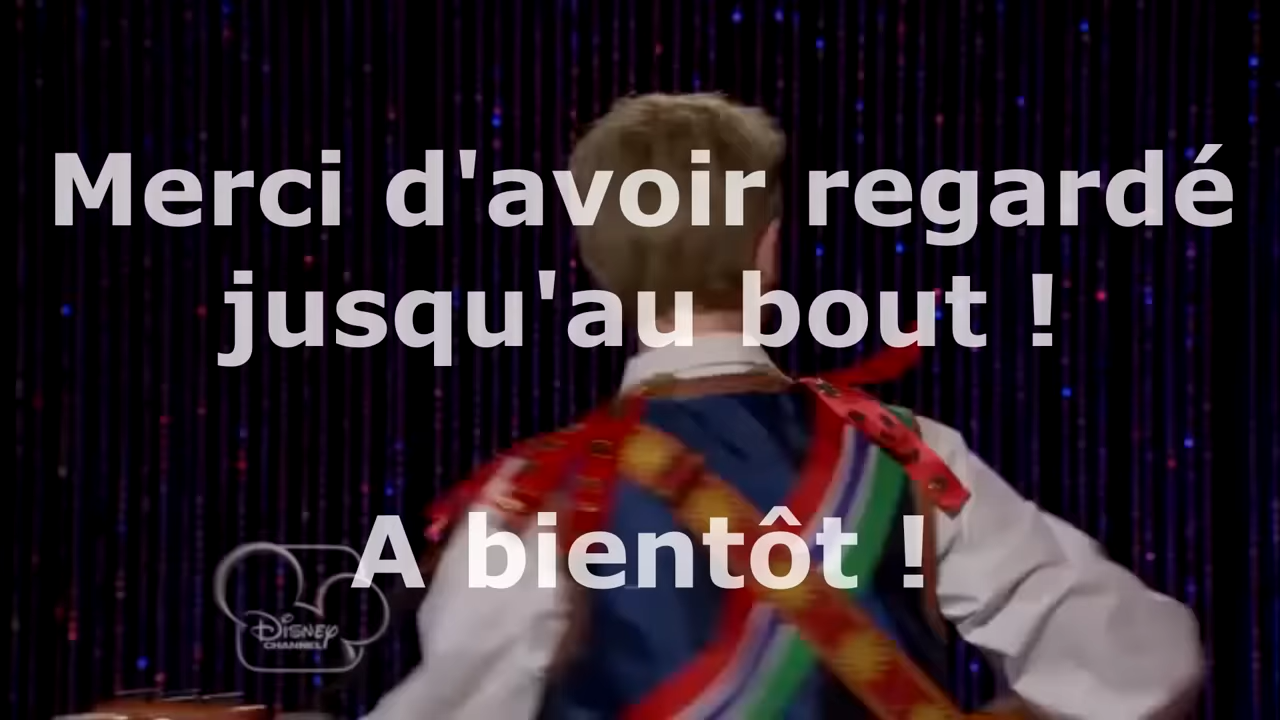 Merci d'avoir regardé
jusqu'au bout !
A bientôt !
DISNEY
CHANNEL